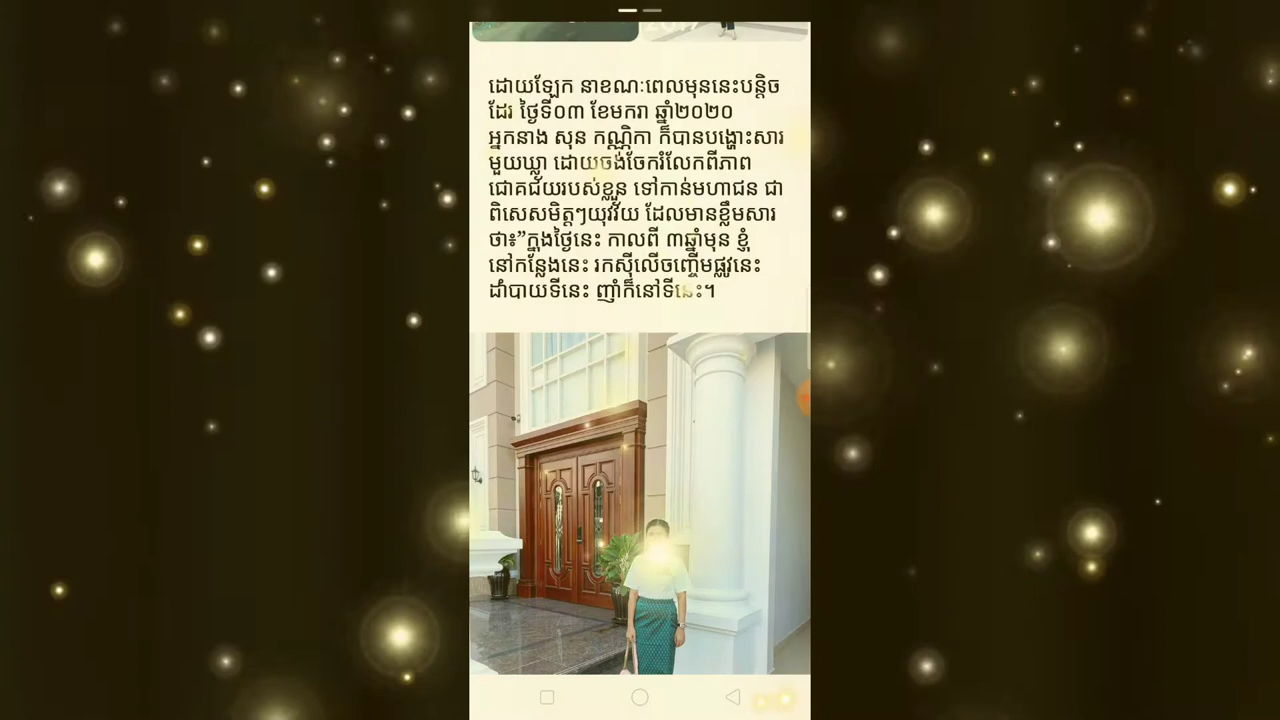 ដោយឡែក នាខណៈពេលមុននេះបន្តិច
ដែរ ថ្ងៃទី០៣ ខែមករា ឆ្នាំ២០២០
អ្នកនាង សុន កណ្ណិកា ក៏បានបង្ហោះសារ
មួយឃ្លា ដោយចង់ចែករំលែកពីភាព
ជោគជ័យរបស់ខ្លួន ទៅកាន់មហាជន ជា
ពិសេសមិត្តៗយុវវ័យ ដែលមានខ្លឹមសារ
ថា៖”ក្នុងថ្ងៃនេះ កាលពី ៣ឆ្នាំមុន ខ្ញុំ
នៅកន្លែងនេះ រកស៊ីលើចញ្ចើមផ្លូវនេះ
ដាំបាយទីនេះ ញ៉ាំក៏នៅទីនេះ។